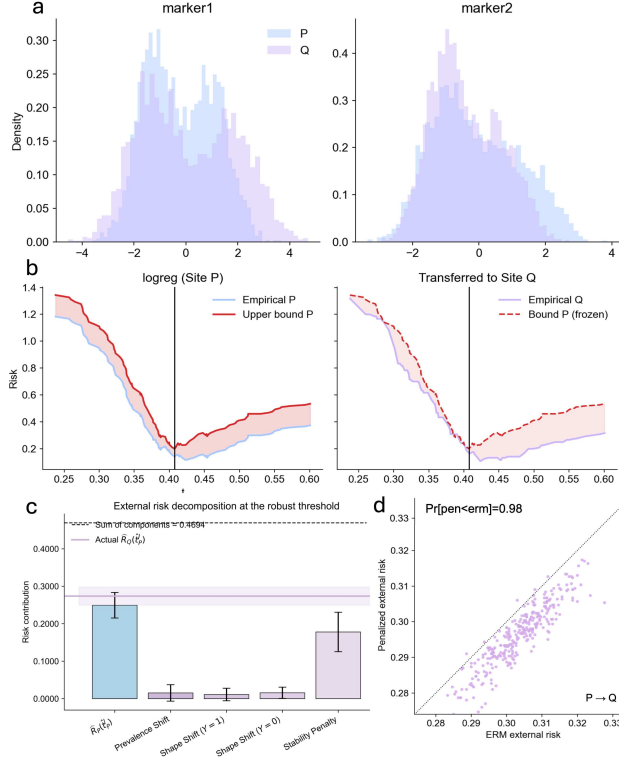 a
marker1
marker2
P
Q
0.30
0.25
0.20
0.15
0.10
0.05
0.00
Density
−4 −2 0 2 4
0.4
0.3
0.2
0.1
0.0
−2 0 2 4
b
logreg (Site P)
Transferred to Site Q
Empirical P
Upper bound P
Empirical Q
Bound P (frozen)
1.4
1.2
1.0
0.8
0.6
0.4
0.2
Risk
0.25 0.30 0.35 0.40 0.45 0.50 0.55 0.60
0.25 0.30 0.35 0.40 0.45 0.50 0.55 0.60
c
External risk decomposition at the robust threshold
Sum of components = 0.4694
0.4000
0.3000
0.2000
0.1000
0.0000
Risk contribution
Prevalence Shift
Shape Shift (Y = 1)
Shape Shift (Y = 0)
Stability Penalty
d
Pr[pen<erm]=0.98
0.33
0.33
0.31
0.30
0.29
0.28
Penalized external risk
P → Q
0.28 0.29 0.30 0.31 0.32 0.33
ERM external risk